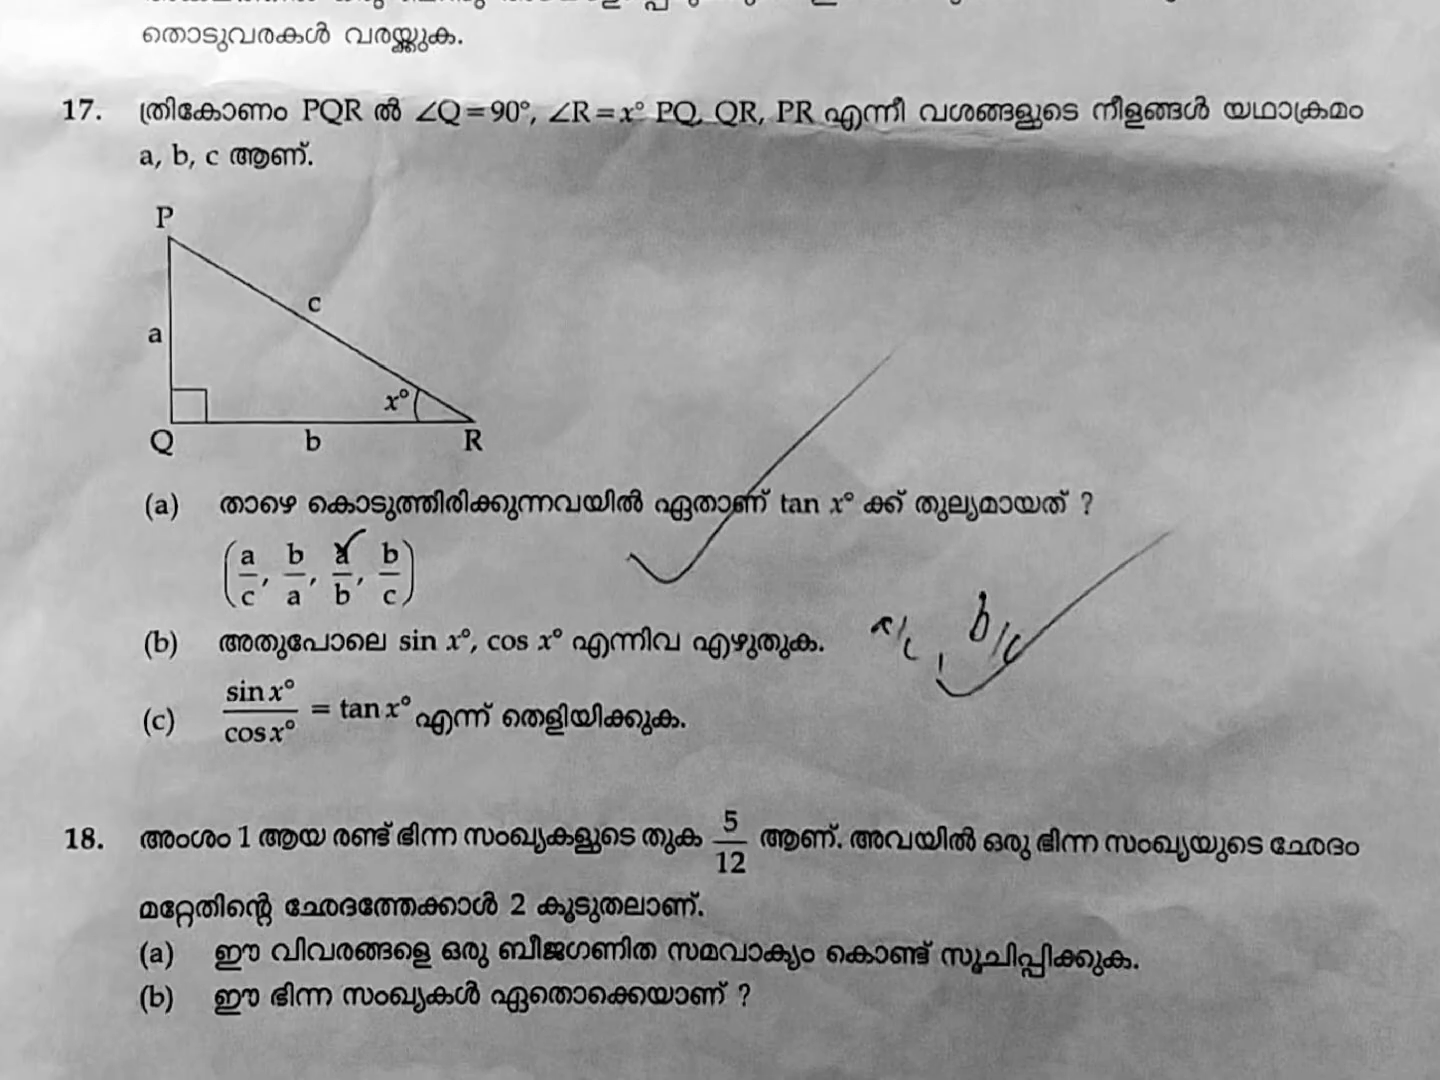 തൊടുവരകൾ വരയ്ക്കുക.
17. ത്രികോണം PQR ൽ ∠Q=90°, ∠R=x° PQ, QR, PR എന്നീ വശങ്ങളുടെ നീളങ്ങൾ യഥാക്രമം
a, b, c ആണ്.
P
c
a
x°
Q b R
(a) താഴെ കൊടുത്തിരിക്കുന്നവയിൽ ഏതാണ് tan x° ക്ക് തുല്യമായത് ?
(a/c, b/a, a/b, b/c)
(b) അതുപോലെ sin x°, cos x° എന്നിവ എഴുതുക. a/c, b/c
(c) sin x°/cos x° = tan x° എന്ന് തെളിയിക്കുക.
18. അംശം 1 ആയ രണ്ട് ഭിന്ന സംഖ്യകളുടെ തുക 5/12 ആണ്. അവയിൽ ഒരു ഭിന്ന സംഖ്യയുടെ ഛേദം
മറ്റേതിന്റെ ഛേദത്തേക്കാൾ 2 കൂടുതലാണ്.
(a) ഈ വിവരങ്ങളെ ഒരു ബീജഗണിത സമവാക്യം കൊണ്ട് സൂചിപ്പിക്കുക.
(b) ഈ ഭിന്ന സംഖ്യകൾ ഏതൊക്കെയാണ് ?